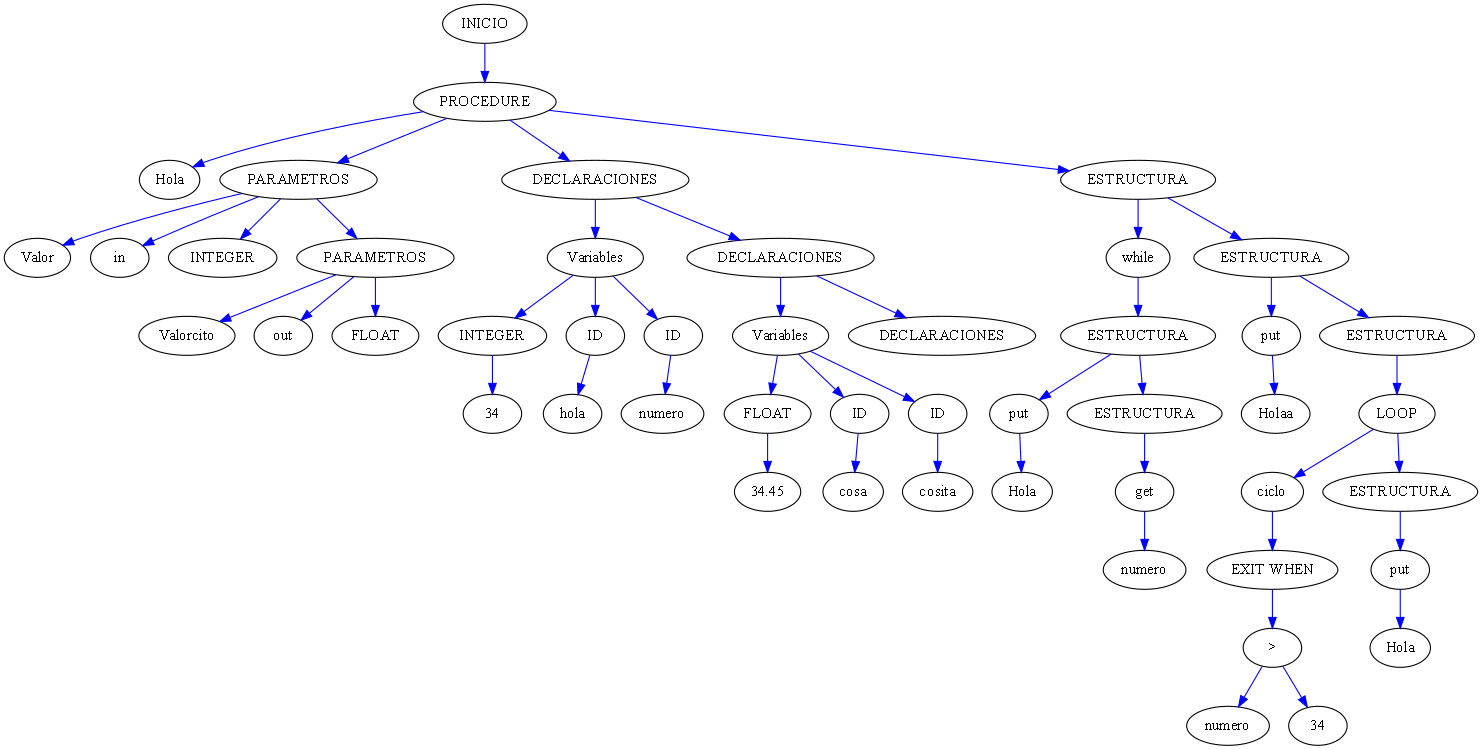 INICIO
PROCEDURE
Hola
PARAMETROS
DECLARACIONES
ESTRUCTURA
Valor
in
INTEGER
PARAMETROS
Variables
DECLARACIONES
while
ESTRUCTURA
Valorcito
out
FLOAT
INTEGER
ID
ID
Variables
DECLARACIONES
ESTRUCTURA
put
ESTRUCTURA
34
hola
numero
FLOAT
ID
ID
put
ESTRUCTURA
Holaa
LOOP
34.45
cosa
cosita
Hola
get
ciclo
ESTRUCTURA
numero
EXIT WHEN
put
>
Hola
numero
34